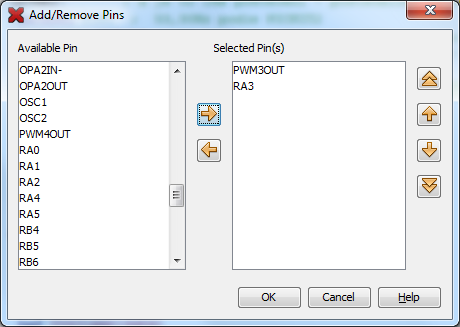 Add/Remove Pins
Available Pin
Selected Pin(s)
OPA2IN-
OPA2OUT
OSC1
OSC2
PWM4OUT
RA0
RA1
RA2
RA4
RA5
RB4
RB5
RB6
PWM3OUT
RA3
OK
Cancel
Help